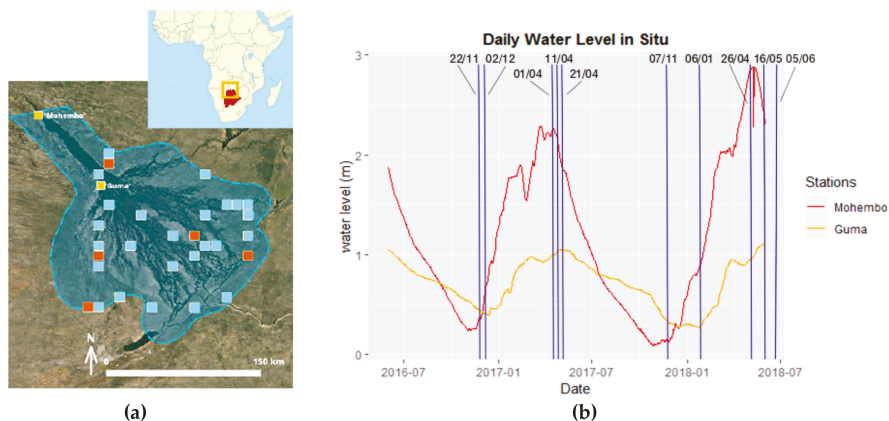 'Mohembo'
'Guma'
N
0
150 km
(a)
Daily Water Level in Situ
22/11
02/12
01/04
11/04
21/04
07/11
06/01
26/04
16/05
05/06
3
2
1
0
water level (m)
2016-07
2017-01
2017-07
2018-01
2018-07
Date
Stations
Mohembo
Guma
(b)